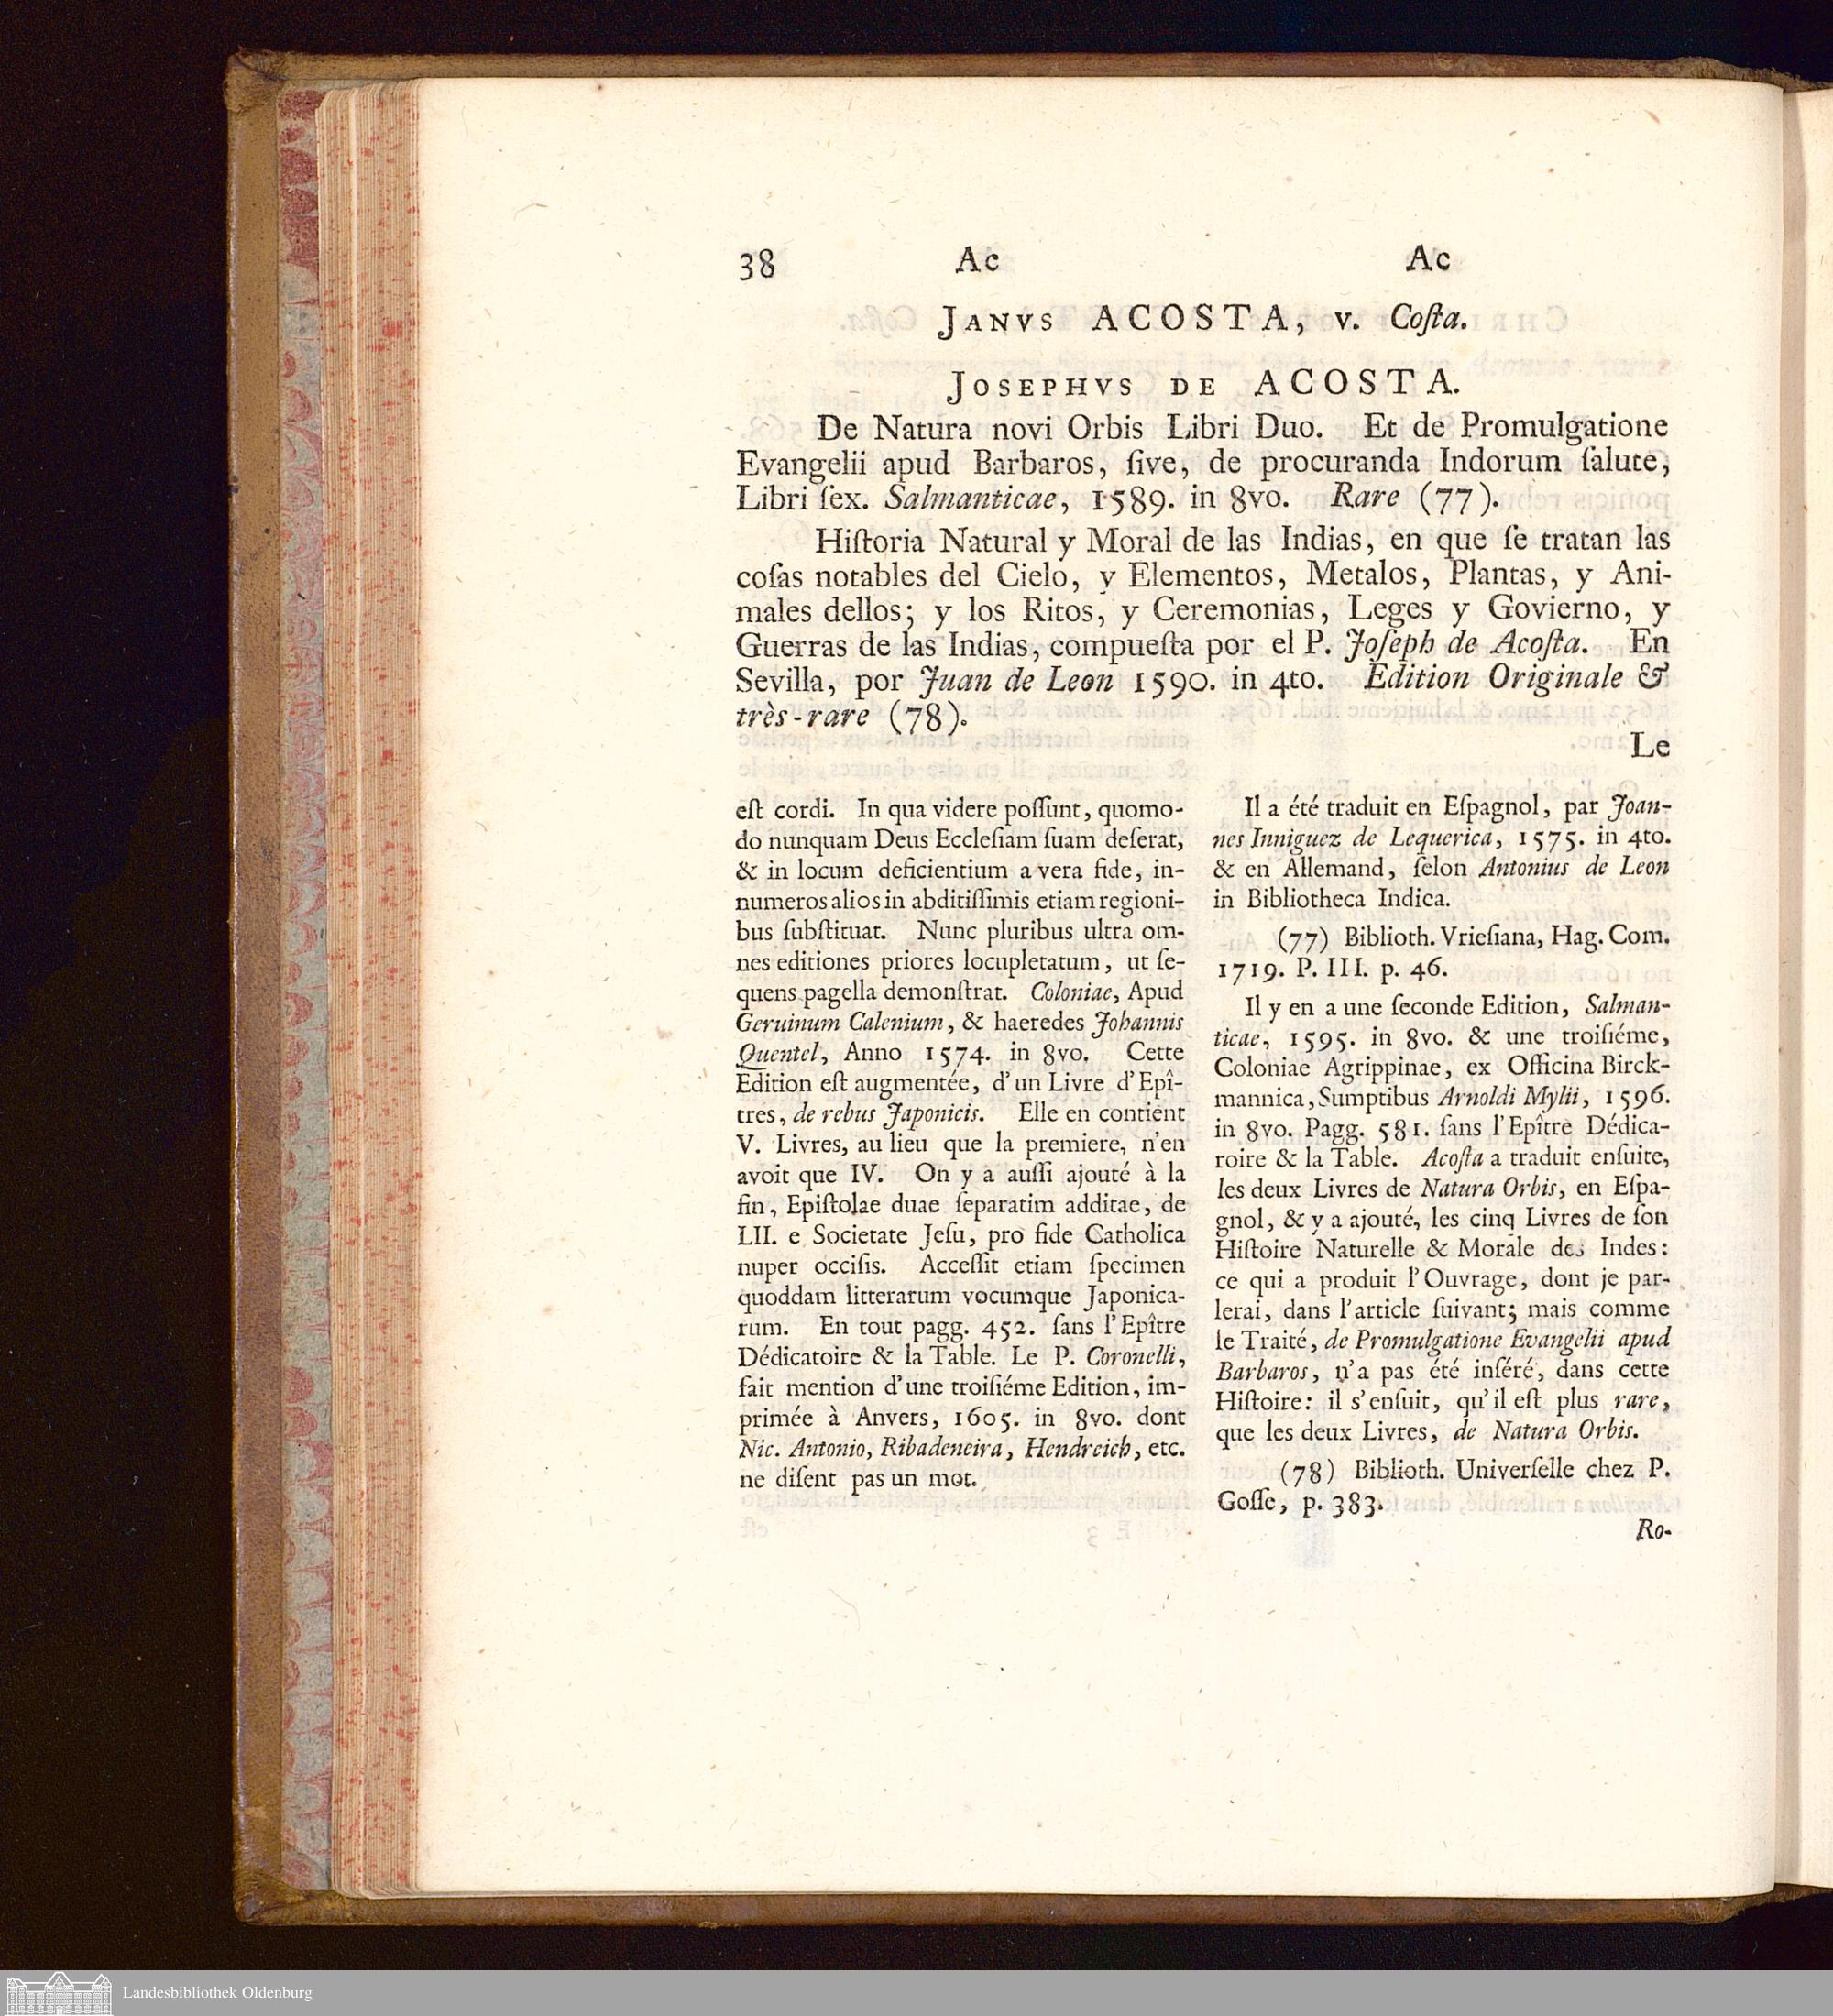 38 Ac Ac
JANVS ACOSTA, v. Coſta.
JOSEPHVS DE ACOSTA.
De Natura novi Orbis Libri Duo. Et de Promulgatione
Evangelii apud Barbaros, ſive, de procuranda Indorum ſalute,
Libri ſex. Salmanticae, 1589. in 8vo. Rare (77).
Hiſtoria Natural y Moral de las Indias, en que ſe tratan las
coſas notables del Cielo, y Elementos, Metalos, Plantas, y Ani-
males dellos; y los Ritos, y Ceremonias, Leges y Govierno, y
Guerras de las Indias, compueſta por el P. Joſeph de Acoſta. En
Sevilla, por Juan de Leon 1590. in 4to. Edition Originale &
très-rare (78).
Le
eſt cordi. In qua videre poſſunt, quomo-
do nunquam Deus Eccleſiam ſuam deſerat,
& in locum deficientium a vera fide, in-
numeros alios in abditiſſimis etiam regioni-
bus ſubſtituat. Nunc pluribus ultra om-
nes editiones priores locupletatum, ut ſe-
quens pagella demonſtrat. Coloniae, Apud
Geruinum Calenium, & haeredes Johannis
Quentel, Anno 1574. in 8vo. Cette
Edition eſt augmentée, d'un Livre d'Epî-
tres, de rebus Japonicis. Elle en contient
V. Livres, au lieu que la premiere, n'en
avoit que IV. On y a auſſi ajouté à la
fin, Epiſtolae duae ſeparatim additae, de
LII. e Societate Jeſu, pro fide Catholica
nuper occiſis. Acceſſit etiam ſpecimen
quoddam litterarum vocumque Japonica-
rum. En tout pagg. 452. ſans l'Epître
Dédicatoire & la Table. Le P. Coronelli,
fait mention d'une troiſiéme Edition, im-
primée à Anvers, 1605. in 8vo. dont
Nic. Antonio, Ribadeneira, Hendreich, etc.
ne diſent pas un mot.
Il a été traduit en Eſpagnol, par Joan-
nes Inniguez de Lequerica, 1575. in 4to.
& en Allemand, ſelon Antonius de Leon
in Bibliotheca Indica.
(77) Biblioth. Vrieſiana, Hag. Com.
1719. P. III. p. 46.
Il y en a une ſeconde Edition, Salman-
ticae, 1595. in 8vo. & une troiſiéme,
Coloniae Agrippinae, ex Officina Birck-
mannica, Sumptibus Arnoldi Mylii, 1596.
in 8vo. Pagg. 581. ſans l'Epître Dédica-
roire & la Table. Acoſta a traduit enſuite,
les deux Livres de Natura Orbis, en Eſpa-
gnol, & y a ajouté, les cinq Livres de ſon
Hiſtoire Naturelle & Morale des Indes:
ce qui a produit l'Ouvrage, dont je par-
lerai, dans l'article ſuivant; mais comme
le Traité, de Promulgatione Evangelii apud
Barbaros, n'a pas été inſéré, dans cette
Hiſtoire: il s'enſuit, qu'il eſt plus rare,
que les deux Livres, de Natura Orbis.
(78) Biblioth. Univerſelle chez P.
Goſſe, p. 383.
Ro-
Landesbibliothek Oldenburg